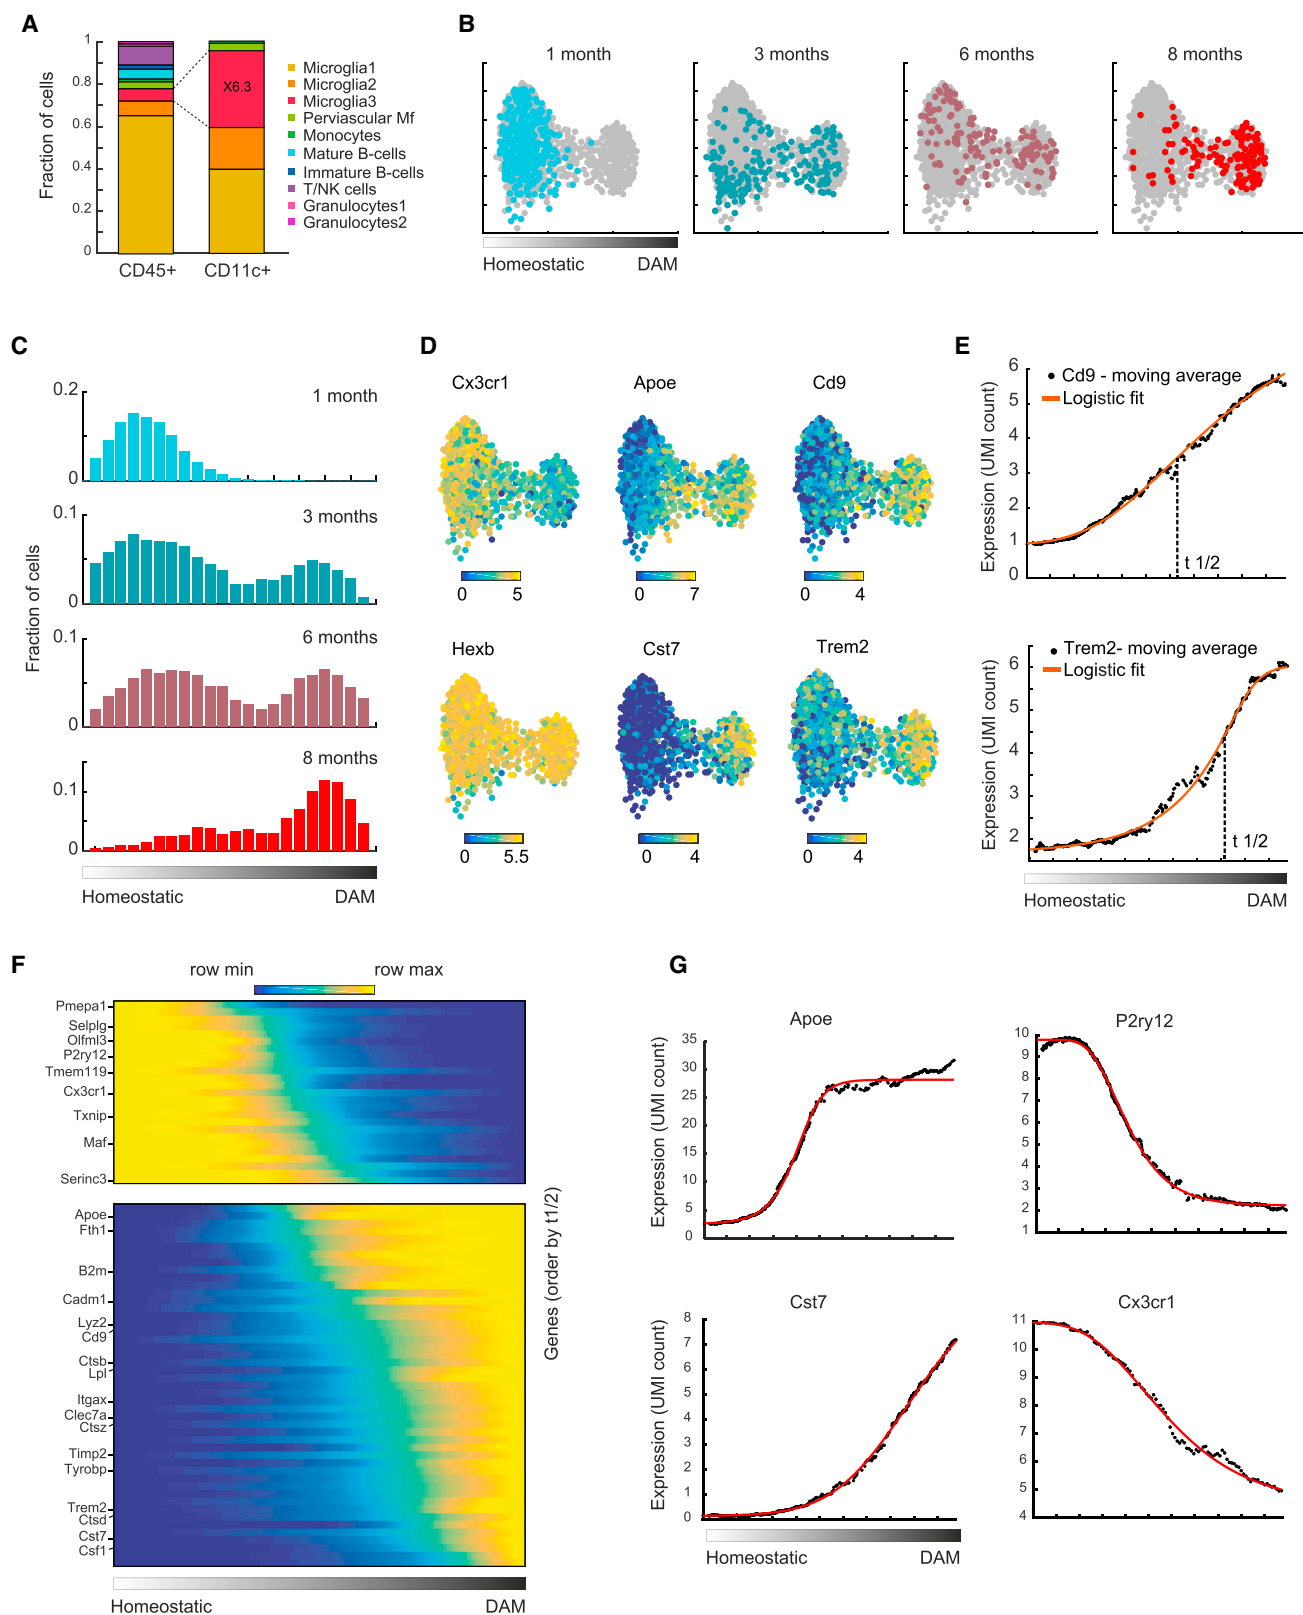 A
Fraction of cells
1
0.8
0.6
0.4
0.2
0
X6.3
CD45+
CD11c+
Microglia1
Microglia2
Microglia3
Perviascular Mf
Monocytes
Mature B-cells
Immature B-cells
T/NK cells
Granulocytes1
Granulocytes2
B
1 month
3 months
6 months
8 months
Homeostatic
DAM
C
Fraction of cells
0.2
1 month
0
0.1
3 months
0
0.1
6 months
0
8 months
0.1
0
Homeostatic
DAM
D
Cx3cr1
Apoe
Cd9
0 5
0 7
0 4
Hexb
Cst7
Trem2
0 5.5
0 4
0 4
E
Expression (UMI count)
6
5
4
3
2
1
0
Cd9 - moving average
Logistic fit
t 1/2
Expression (UMI count)
6
5
4
3
2
Trem2- moving average
Logistic fit
t 1/2
Homeostatic
DAM
F
row min
row max
Pmepa1
Selplg
Olfml3
P2ry12
Tmem119
Cx3cr1
Txnip
Maf
Serinc3
Apoe
Fth1
B2m
Cadm1
Lyz2
Cd9
Ctsb
Lpl
Itgax
Clec7a
Ctsz
Timp2
Tyrobp
Trem2
Ctsd
Cst7
Csf1
Genes (order by t1/2)
Homeostatic
DAM
G
Apoe
Expression (UMI count)
35
30
25
20
15
10
5
0
P2ry12
10
9
8
7
6
5
4
3
2
1
Cst7
Expression (UMI count)
8
7
6
5
4
3
2
1
0
Homeostatic
DAM
Cx3cr1
11
10
9
8
7
6
5
4